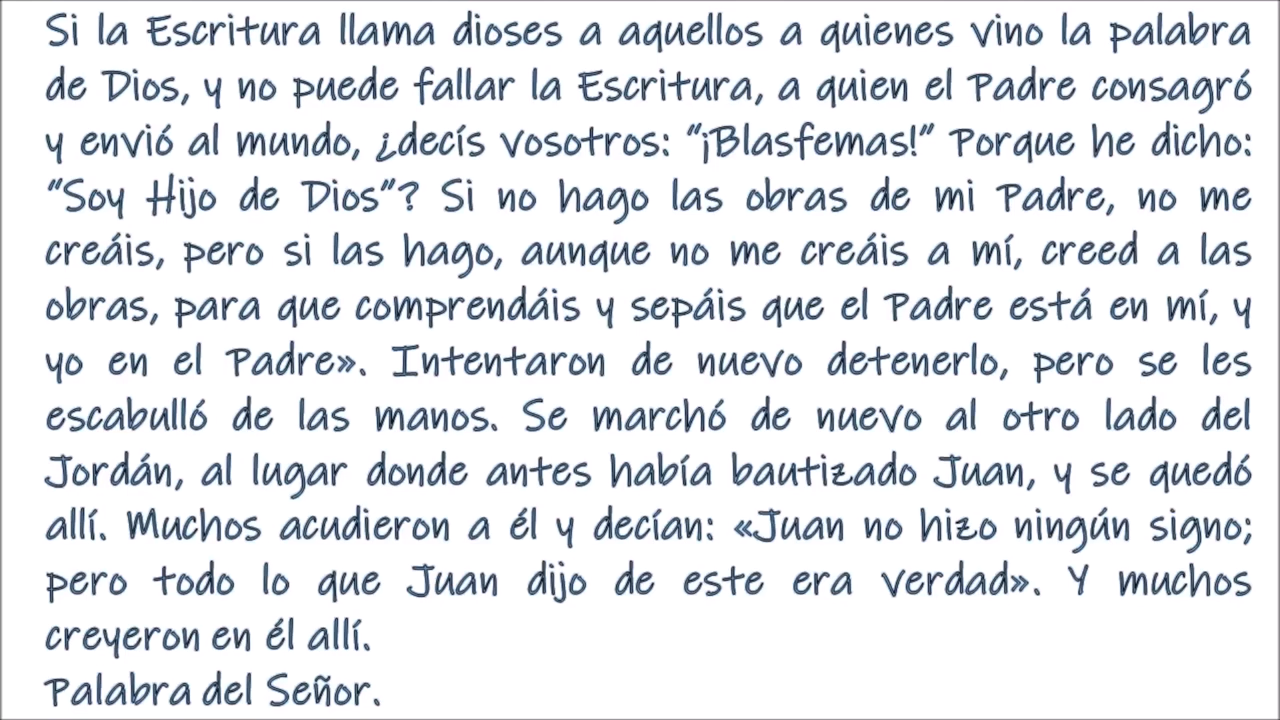 Si la Escritura llama dioses a aquellos a quienes vino la palabra
de Dios, y no puede fallar la Escritura, a quien el Padre consagró
y envió al mundo, ¿decís vosotros: “¡Blasfemas!” Porque he dicho:
“Soy Hijo de Dios”? Si no hago las obras de mi Padre, no me
creáis, pero si las hago, aunque no me creáis a mí, creed a las
obras, para que comprendáis y sepáis que el Padre está en mí, y
yo en el Padre». Intentaron de nuevo detenerlo, pero se les
escabulló de las manos. Se marchó de nuevo al otro lado del
Jordán, al lugar donde antes había bautizado Juan, y se quedó
allí. Muchos acudieron a él y decían: «Juan no hizo ningún signo;
pero todo lo que Juan dijo de este era verdad». Y muchos
creyeron en él allí.
Palabra del Señor.